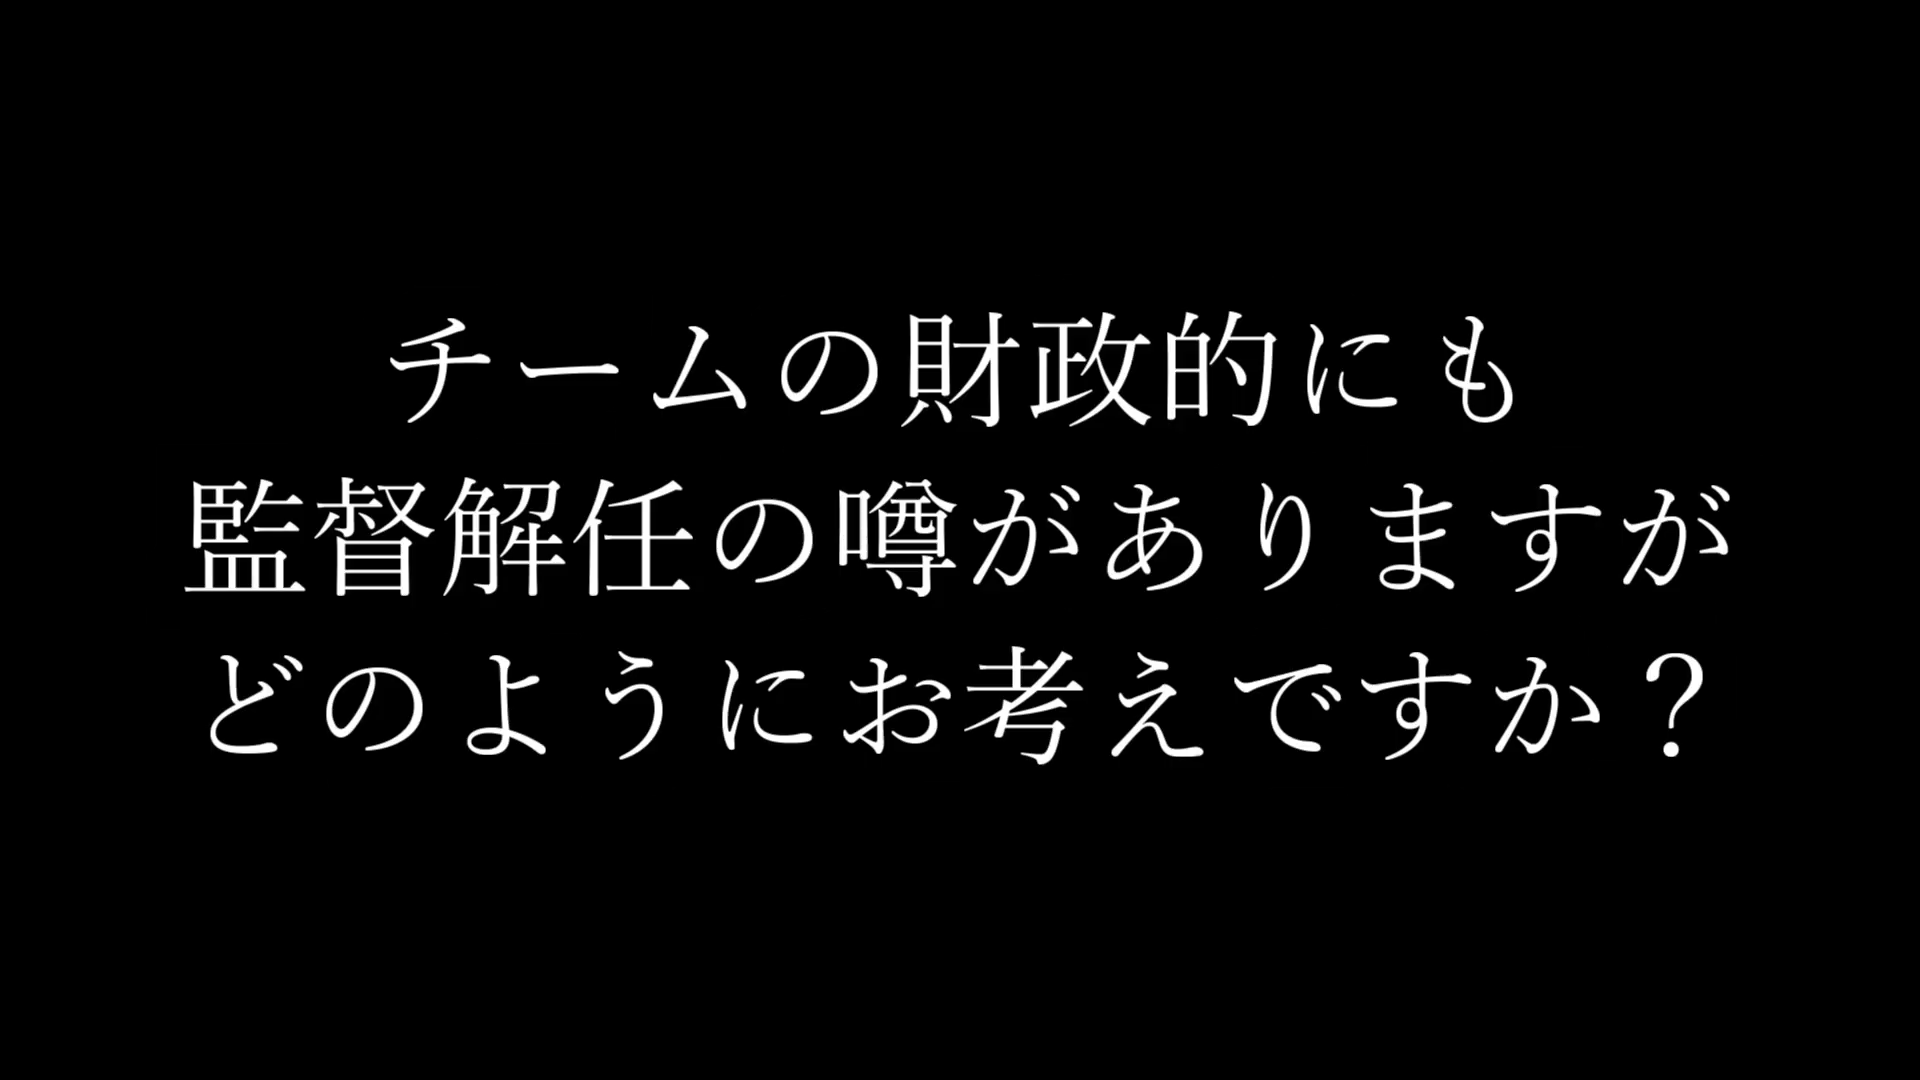 チームの財政的にも
監督解任の噂がありますが
どのようにお考えですか？